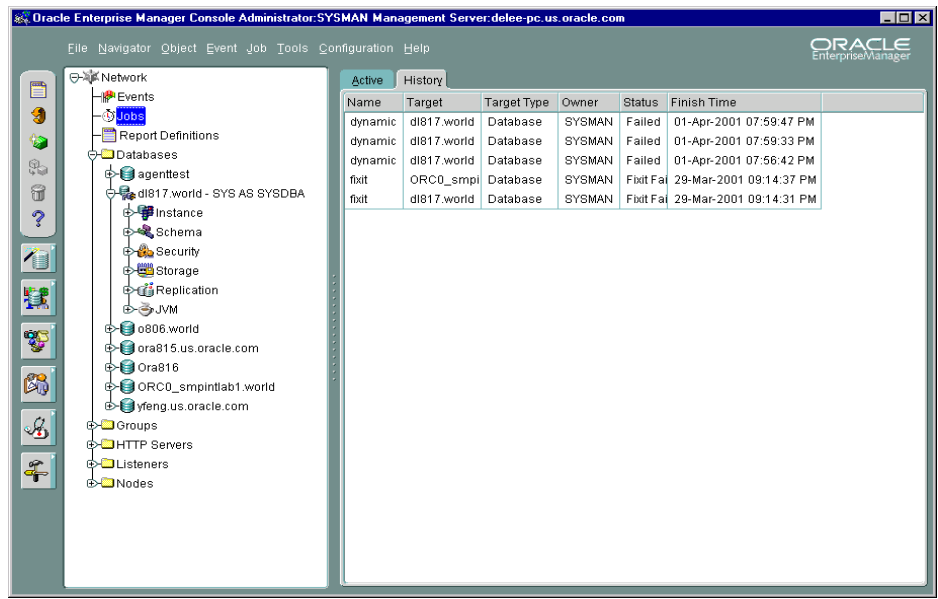 Oracle Enterprise Manager Console Administrator:SYSMAN Management Server:delee-pc.us.oracle.com
File Navigator Object Event Job Tools Configuration Help
ORACLE
EnterpriseManager
Network
Events
Jobs
Report Definitions
Databases
agenttest
dl817.world - SYS AS SYSDBA
Instance
Schema
Security
Storage
Replication
JVM
o806.world
ora815.us.oracle.com
Ora816
ORC0_smpintlab1.world
yfeng.us.oracle.com
Groups
HTTP Servers
Listeners
Nodes
Active History
Name Target Target Type Owner Status Finish Time
dynamic dl817.world Database SYSMAN Failed 01-Apr-2001 07:59:47 PM
dynamic dl817.world Database SYSMAN Failed 01-Apr-2001 07:59:33 PM
dynamic dl817.world Database SYSMAN Failed 01-Apr-2001 07:56:42 PM
fixit ORC0_smpi Database SYSMAN Fixit Fai 29-Mar-2001 09:14:37 PM
fixit dl817.world Database SYSMAN Fixit Fai 29-Mar-2001 09:14:31 PM